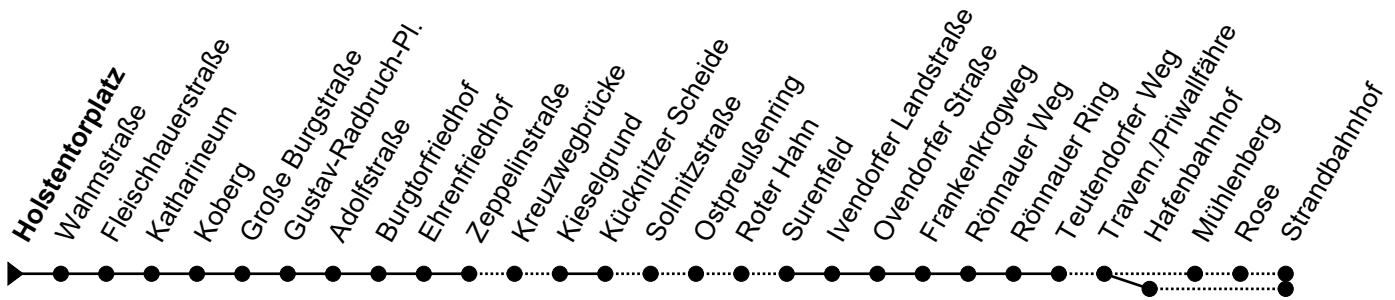 Holstentorplatz
Wahmstraße
Fleischauerstraße
Katharineum
Koberg
Große Burgstraße
Gustav-Radbruch-Pl.
Adolfstraße
Burgtorfriedhof
Ehrenfriedhof
Zeppelinstraße
Kreuzwegbrücke
Kieselgrund
Kücknitzer Scheide
Solmitzstraße
Ostpreußenring
Roter Hahn
Surenfeld
Ivendorfer Landstraße
Ovendorfer Straße
Frankenkrogweg
Rönnauer Weg
Rönnauer Ring
Teutendorfer Weg
Travem./Priwallfähre
Hafenbahnhof
Mühlenberg
Rose
Strandbahnhof